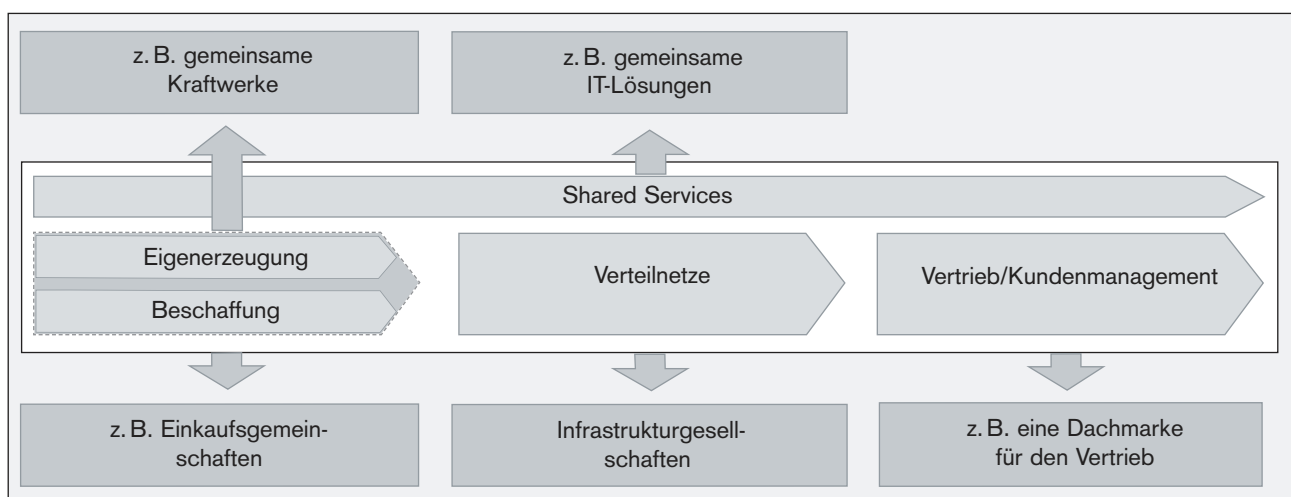 z. B. gemeinsame
Kraftwerke
z. B. gemeinsame
IT-Lösungen
Shared Services
Eigenerzeugung
Beschaffung
Verteilnetze
Vertrieb/Kundenmanagement
z. B. Einkaufsgemein-
schaften
Infrastrukturgesell-
schaften
z. B. eine Dachmarke
für den Vertrieb